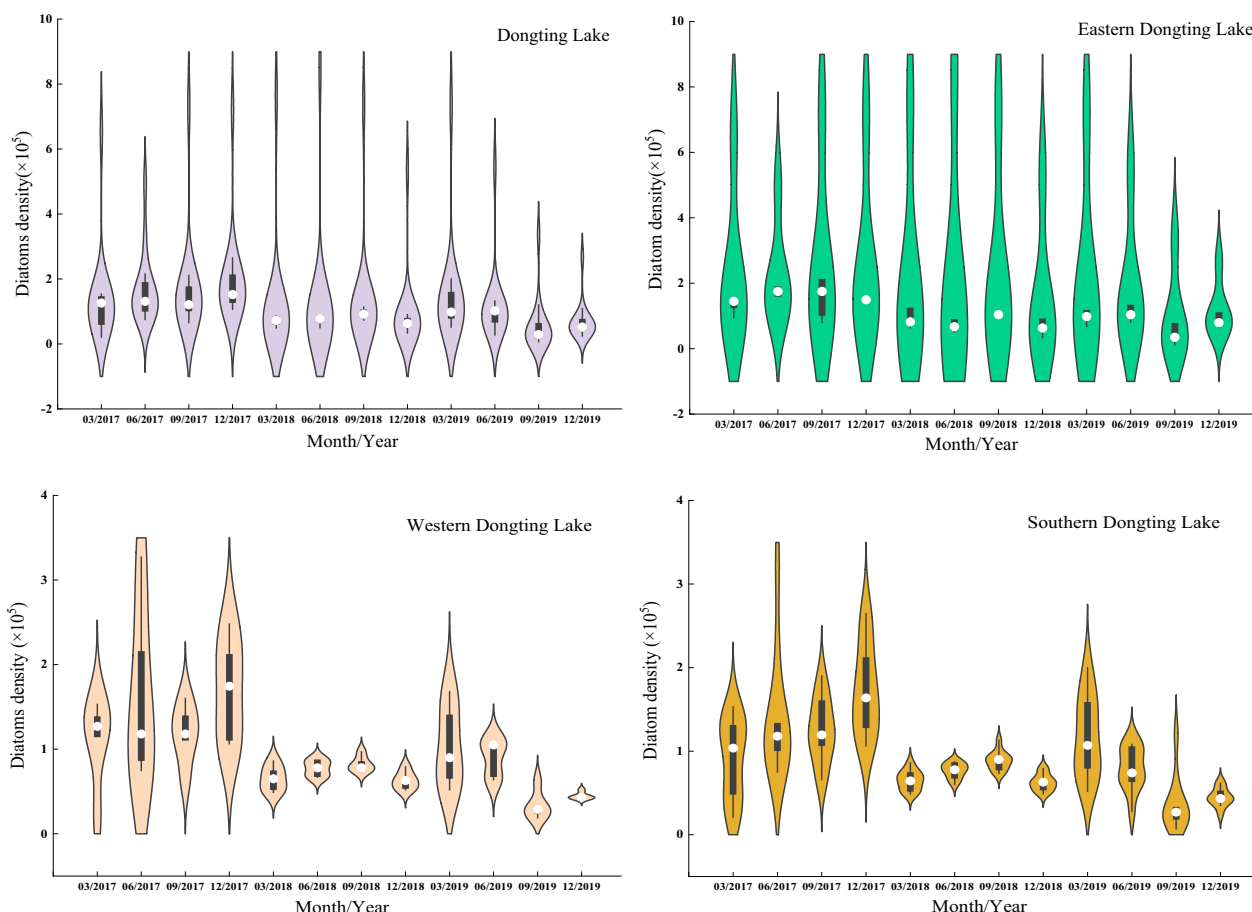 Dongting Lake
Diatoms density(×10⁵)
10
8
6
4
2
0
-2
03/2017 06/2017 09/2017 12/2017 03/2018 06/2018 09/2018 12/2018 03/2019 06/2019 09/2019 12/2019
Month/Year
Eastern Dongting Lake
Diatom density(×10⁵)
10
8
6
4
2
0
-2
03/2017 06/2017 09/2017 12/2017 03/2018 06/2018 09/2018 12/2018 03/2019 06/2019 09/2019 12/2019
Month/Year
Western Dongting Lake
Diatoms density (×10⁵)
4
3
2
1
0
03/2017 06/2017 09/2017 12/2017 03/2018 06/2018 09/2018 12/2018 03/2019 06/2019 09/2019 12/2019
Month/Year
Southern Dongting Lake
Diatom density (×10⁵)
4
3
2
1
0
03/2017 06/2017 09/2017 12/2017 03/2018 06/2018 09/2018 12/2018 03/2019 06/2019 09/2019 12/2019
Month/Year